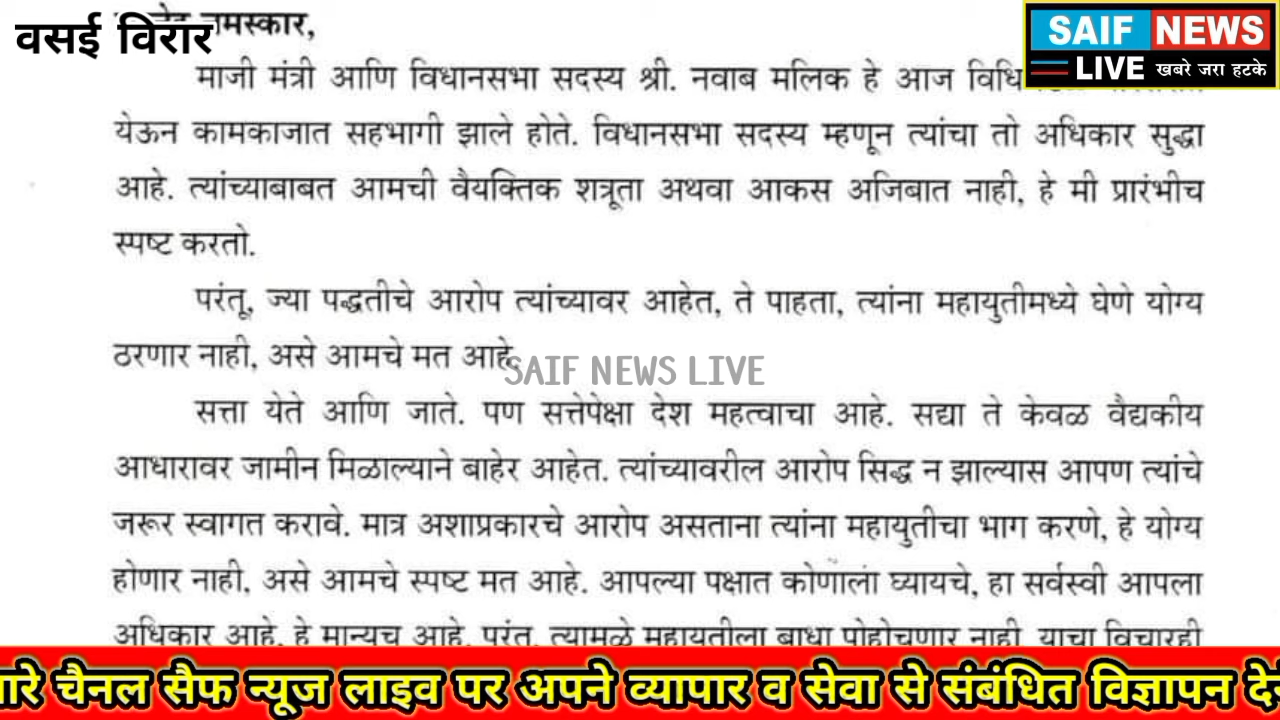 वसई विरार
नमस्कार,
SAIF NEWS
LIVE खबरे जरा हटके
माजी मंत्री आणि विधानसभा सदस्य श्री. नवाब मलिक हे आज
येऊन कामकाजात सहभागी झाले होते. विधानसभा सदस्य म्हणून त्यांचा तो अधिकार सुद्धा
आहे. त्यांच्याबाबत आमची वैयक्तिक शत्रूता अथवा आकस अजिबात नाही, हे मी प्रारंभीच
स्पष्ट करतो.
परंतू, ज्या पद्धतीचे आरोप त्यांच्यावर आहेत, ते पाहता, त्यांना महायुतीमध्ये घेणे योग्य
ठरणार नाही, असे आमचे मत आहे.
SAIF NEWS LIVE
सत्ता येते आणि जाते. पण सत्तेपेक्षा देश महत्वाचा आहे. सद्या ते केवळ वैद्यकीय
आधारावर जामीन मिळाल्याने बाहेर आहेत. त्यांच्यावरील आरोप सिद्ध न झाल्यास आपण त्यांचे
जरूर स्वागत करावे. मात्र अशाप्रकारचे आरोप असताना त्यांना महायुतीचा भाग करणे, हे योग्य
होणार नाही, असे आमचे स्पष्ट मत आहे. आपल्या पक्षात कोणाला घ्यायचे, हा सर्वस्वी आपला
अधिकार आहे, हे मान्यच आहे. परंतु, त्यामुळे महायुतीला बाधा पोहोचणार नाही, याचा विचारही
चैनल सैफ न्यूज लाइव पर अपने व्यापार व सेवा से संबंधित विज्ञापन